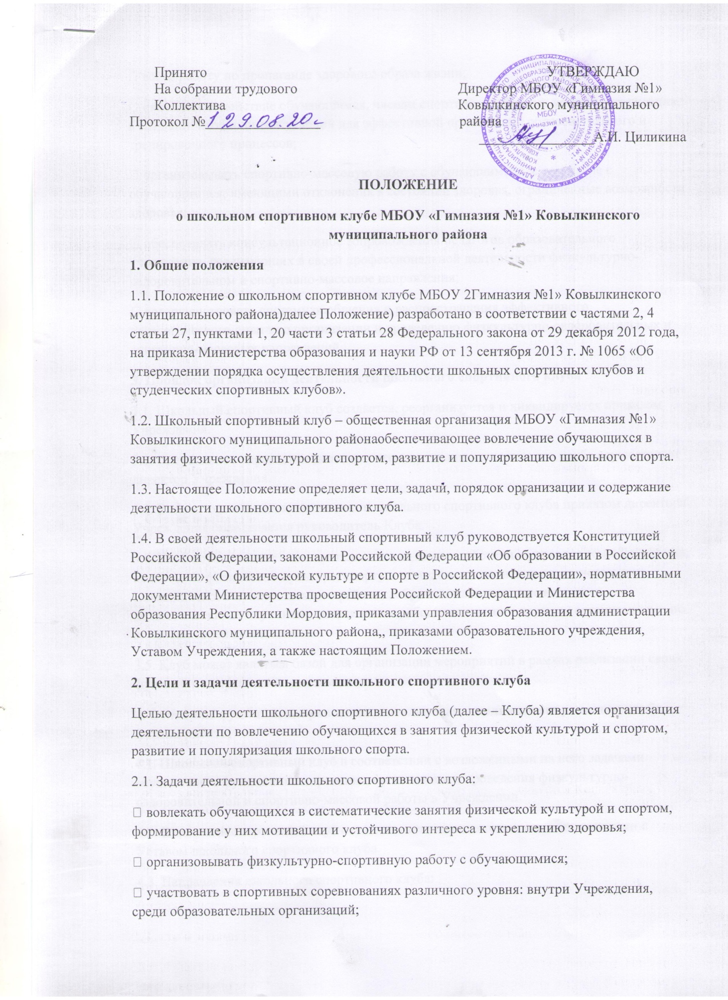 Принято
На собрании трудового
Коллектива
Протокол № 1 29.08.20 г
УТВЕРЖДАЮ
Директор МБОУ «Гимназия №1»
Ковылкинского муниципального
района
А.И. Циликина
МБОУ
"Гимназия №1"
ПОЛОЖЕНИЕ
о школьном спортивном клубе МБОУ «Гимназия №1» Ковылкинского
муниципального района
1. Общие положения
1.1. Положение о школьном спортивном клубе МБОУ 2Гимназия №1» Ковылкинского
муниципального района)далее Положение) разработано в соответствии с частями 2, 4
статьи 27, пунктами 1, 20 части 3 статьи 28 Федерального закона от 29 декабря 2012 года,
на приказа Министерства образования и науки РФ от 13 сентября 2013 г. № 1065 «Об
утверждении порядка осуществления деятельности школьных спортивных клубов и
студенческих спортивных клубов».
1.2. Школьный спортивный клуб – общественная организация МБОУ «Гимназия №1»
Ковылкинского муниципального районаобеспечивающее вовлечение обучающихся в
занятия физической культурой и спортом, развитие и популяризацию школьного спорта.
1.3. Настоящее Положение определяет цели, задачи, порядок организации и содержание
деятельности школьного спортивного клуба.
1.4. В своей деятельности школьный спортивный клуб руководствуется Конституцией
Российской Федерации, законами Российской Федерации «Об образовании в Российской
Федерации», «О физической культуре и спорте в Российской Федерации», нормативными
документами Министерства просвещения Российской Федерации и Министерства
образования Республики Мордовия, приказами управления образования администрации
Ковылкинского муниципального района,, приказами образовательного учреждения,
Уставом Учреждения, а также настоящим Положением.
2. Цели и задачи деятельности школьного спортивного клуба
Целью деятельности школьного спортивного клуба (далее – Клуба) является организация
деятельности по вовлечению обучающихся в занятия физической культурой и спортом,
развитие и популяризация школьного спорта.
2.1. Задачи деятельности школьного спортивного клуба:
 вовлекать обучающихся в систематические занятия физической культурой и спортом,
формирование у них мотивации и устойчивого интереса к укреплению здоровья;
 организовывать физкультурно-спортивную работу с обучающимися;
 участвовать в спортивных соревнованиях различного уровня: внутри Учреждения,
среди образовательных организаций;